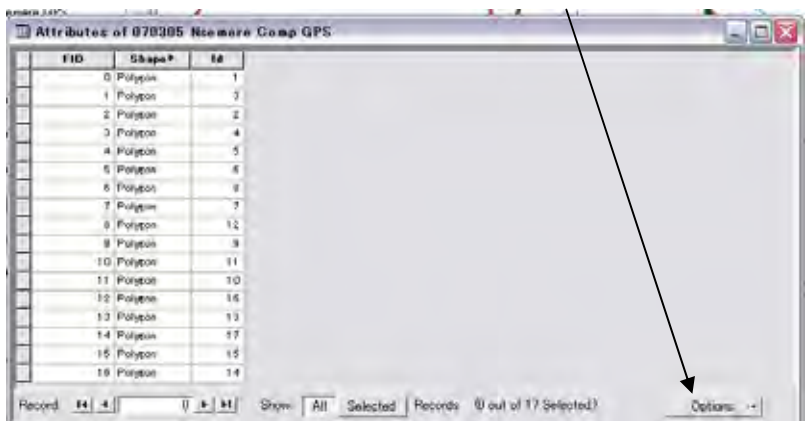 Attributes of 070305 Nsemere Comp GPS
FID Shape* Id
0 Polygon 1
1 Polygon 3
2 Polygon 2
3 Polygon 4
4 Polygon 5
5 Polygon 6
6 Polygon 8
7 Polygon 7
8 Polygon 12
9 Polygon 9
10 Polygon 11
11 Polygon 10
12 Polygon 16
13 Polygon 13
14 Polygon 17
15 Polygon 15
16 Polygon 14
Record: 0 Show: All Selected Records (0 out of 17 Selected) Options